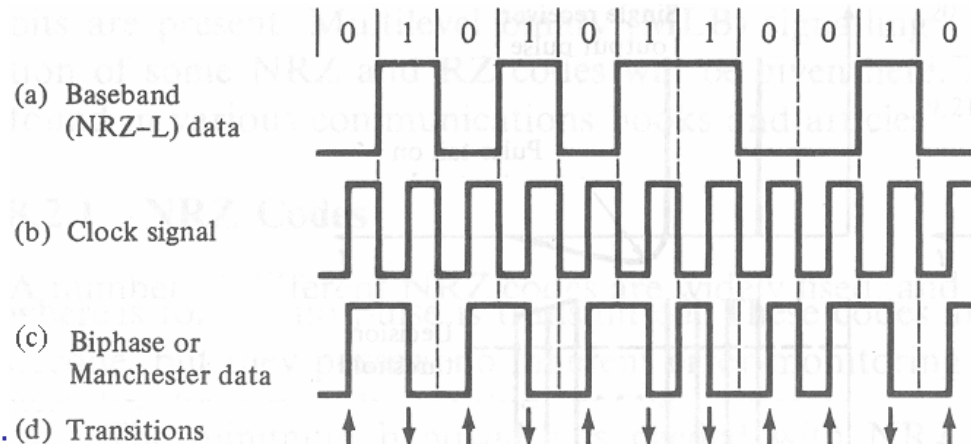 0 1 0 1 0 1 1 0 0 1 0
(a) Baseband
(NRZ–L) data
(b) Clock signal
(c) Biphase or
Manchester data
(d) Transitions